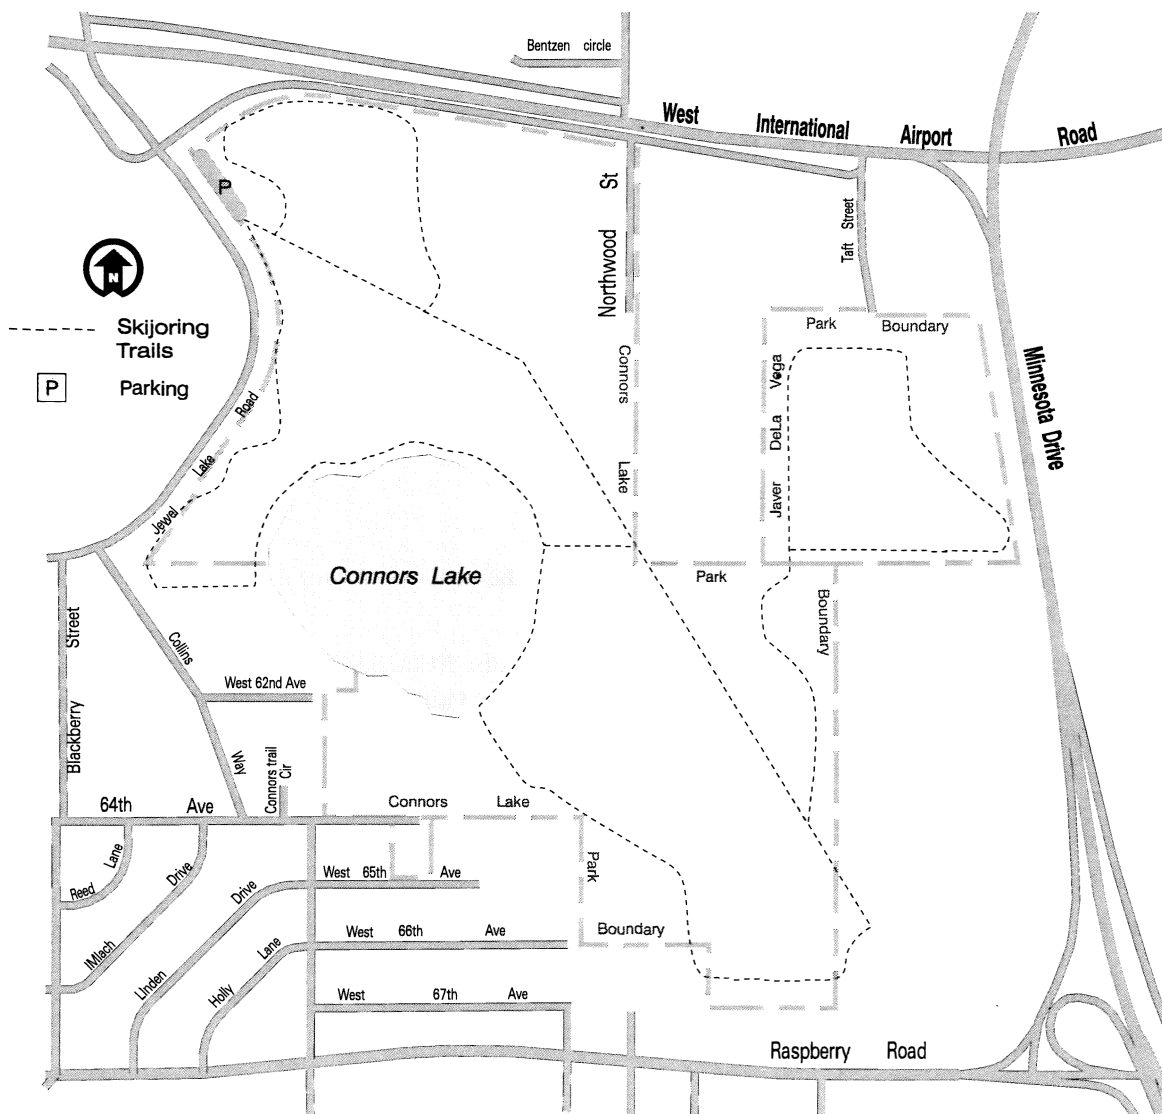 Bentzen circle
West International Airport Road
P
St
Northwood
Taft Street
N
Skijoring
Trails
P Parking
Park Boundary
Connors
Lake
Javer DeLa Vega
Minnesota Drive
Jewel Lake Road
Connors Lake
Park
Boundary
Blackberry Street
Collins
Way
West 62nd Ave
Connors trail
Cir
64th Ave
Connors Lake
Park
Boundary
Reed Lane
IMlach Drive
LInden Drive
Holly Lane
West 65th Ave
West 66th Ave
West 67th Ave
Raspberry Road